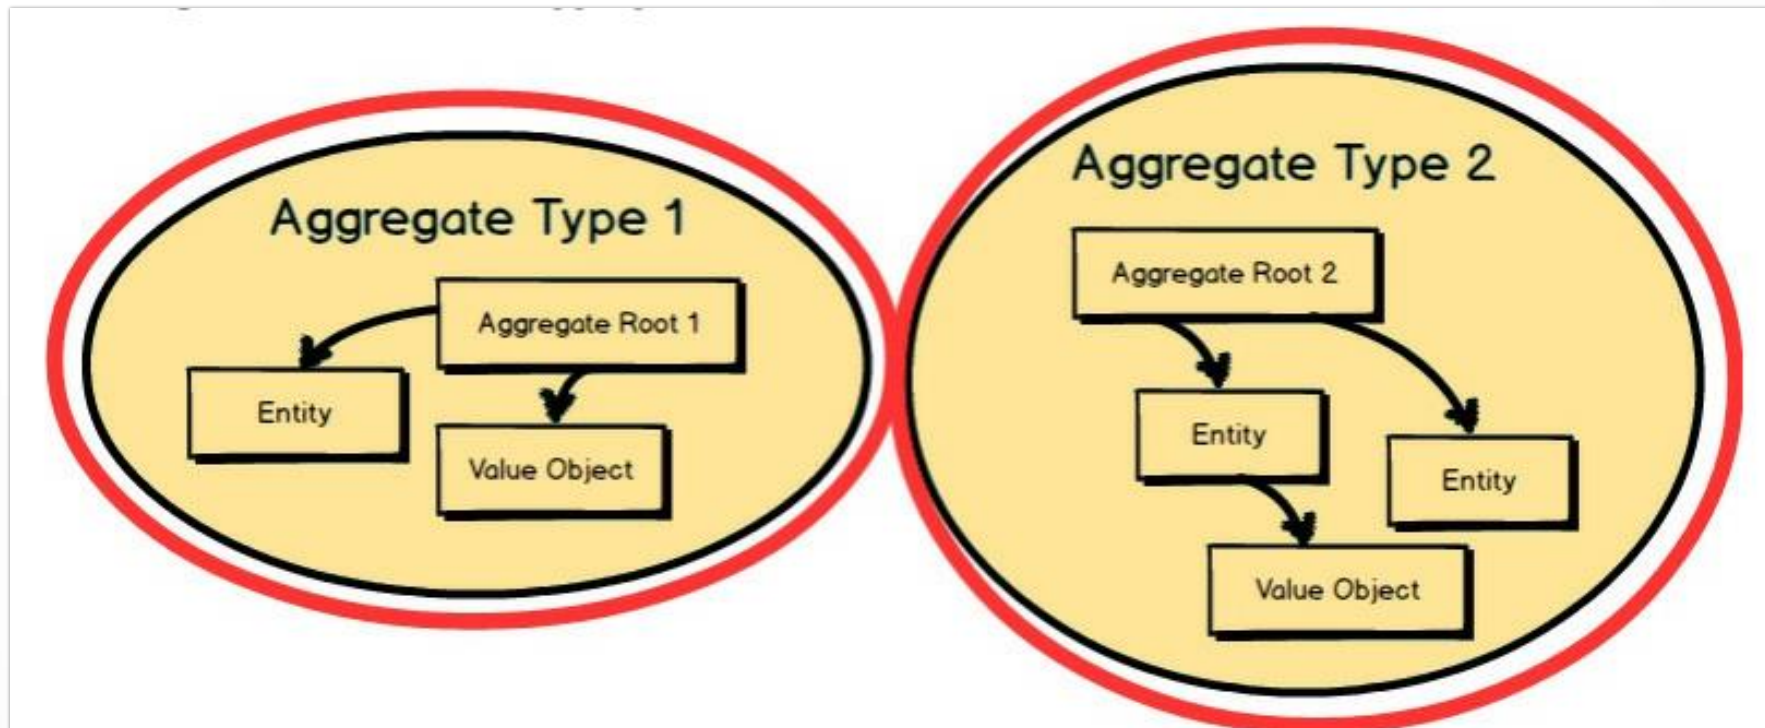 Aggregate Type 1
Aggregate Root 1
Entity
Value Object
Aggregate Type 2
Aggregate Root 2
Entity
Entity
Value Object